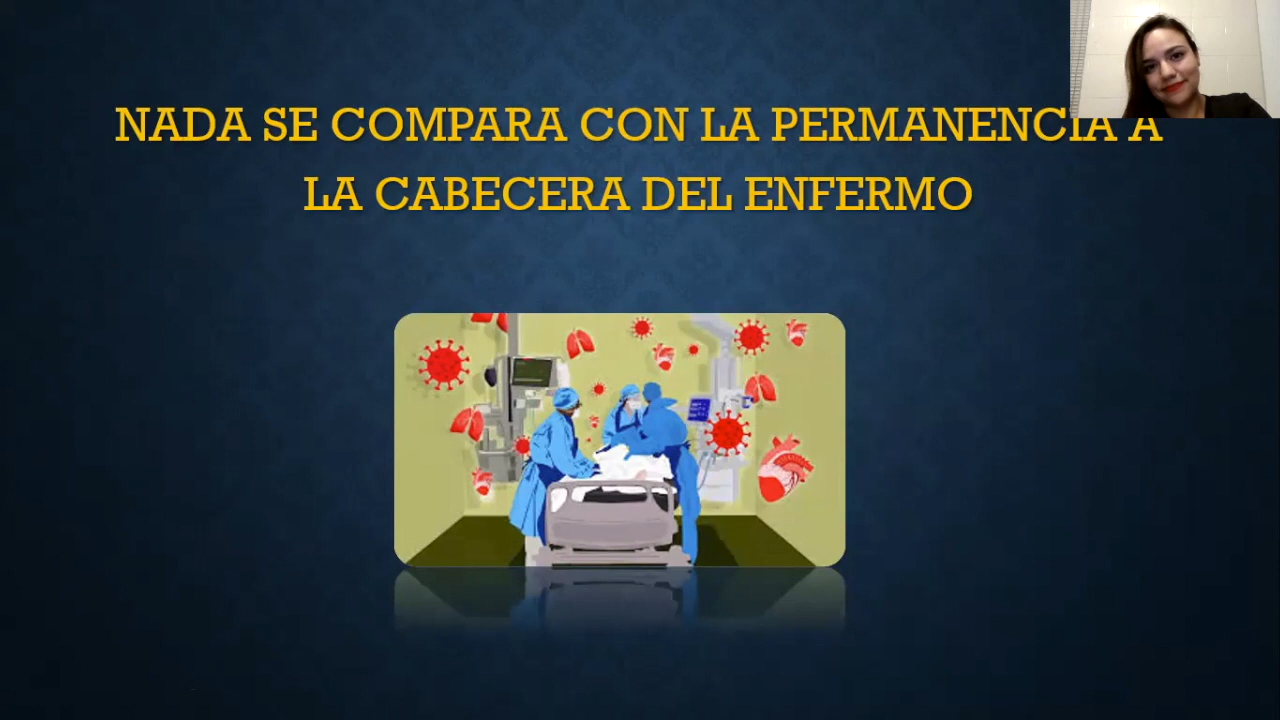 NADA SE COMPARA CON LA PERMANENCIA A
LA CABECERA DEL ENFERMO